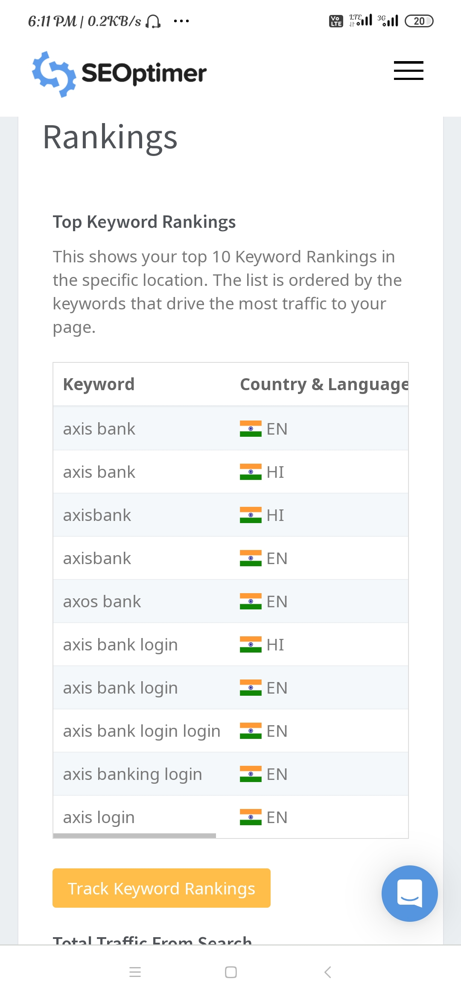 6:11 PM | 0.2KB/s ...
Vo LTE LTE 3G 20
SEOptimer
Rankings
Top Keyword Rankings
This shows your top 10 Keyword Rankings in
the specific location. The list is ordered by the
keywords that drive the most traffic to your
page.
Keyword Country & Language
axis bank EN
axis bank HI
axisbank HI
axisbank EN
axos bank EN
axis bank login HI
axis bank login EN
axis bank login login EN
axis banking login EN
axis login EN
Track Keyword Rankings
Total Traffic From Search